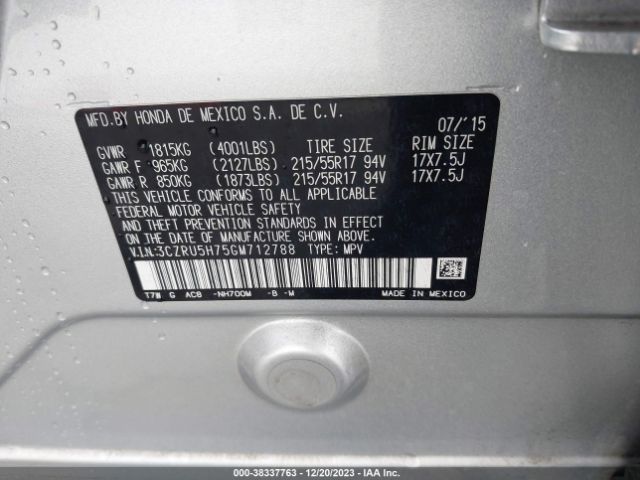 MFD.BY HONDA DE MEXICO S.A. DE C.V. 07/'15
GVWR 1815KG (4001LBS) TIRE SIZE RIM SIZE
GAWR F 965KG (2127LBS) 215/55R17 94V 17X7.5J
GAWR R 850KG (1873LBS) 215/55R17 94V 17X7.5J
THIS VEHICLE CONFORMS TO ALL APPLICABLE
FEDERAL MOTOR VEHICLE SAFETY
AND THEFT PREVENTION STANDARDS IN EFFECT
ON THE DATE OF MANUFACTURE SHOWN ABOVE.
V.I.N:3CZRU5H75GM712788 TYPE: MPV
T7W G ACB -NH700M -B -M MADE IN MEXICO
000-38337763 - 12/20/2023 - IAA Inc.